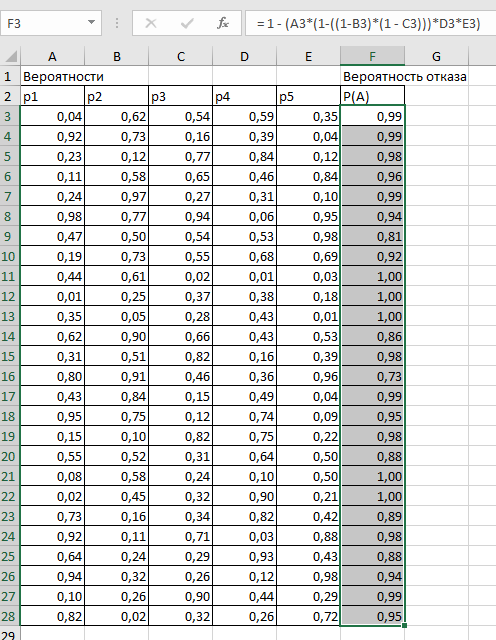 F3 fx = 1 - (A3*(1-((1-B3)*(1 - C3)))*D3*E3)
A B C D E F G
1 Вероятности Вероятность отказа
2 p1 p2 p3 p4 p5 P(A)
3 0,04 0,62 0,54 0,59 0,35 0,99
4 0,92 0,73 0,16 0,39 0,04 0,99
5 0,23 0,12 0,77 0,84 0,12 0,98
6 0,11 0,58 0,65 0,46 0,84 0,96
7 0,24 0,97 0,27 0,31 0,10 0,99
8 0,98 0,77 0,94 0,06 0,95 0,94
9 0,47 0,50 0,54 0,53 0,98 0,81
10 0,19 0,73 0,55 0,68 0,69 0,92
11 0,44 0,61 0,02 0,01 0,03 1,00
12 0,01 0,25 0,37 0,38 0,18 1,00
13 0,35 0,05 0,28 0,43 0,01 1,00
14 0,62 0,90 0,66 0,43 0,53 0,86
15 0,31 0,51 0,82 0,16 0,39 0,98
16 0,80 0,91 0,46 0,36 0,96 0,73
17 0,43 0,84 0,15 0,49 0,04 0,99
18 0,95 0,75 0,12 0,74 0,09 0,95
19 0,15 0,10 0,82 0,75 0,22 0,98
20 0,55 0,52 0,31 0,64 0,50 0,88
21 0,08 0,58 0,24 0,10 0,50 1,00
22 0,02 0,45 0,32 0,90 0,21 1,00
23 0,73 0,16 0,34 0,82 0,42 0,89
24 0,92 0,11 0,71 0,03 0,88 0,98
25 0,64 0,24 0,29 0,93 0,43 0,88
26 0,94 0,32 0,26 0,12 0,98 0,94
27 0,10 0,26 0,90 0,44 0,29 0,99
28 0,82 0,02 0,32 0,26 0,72 0,95
29